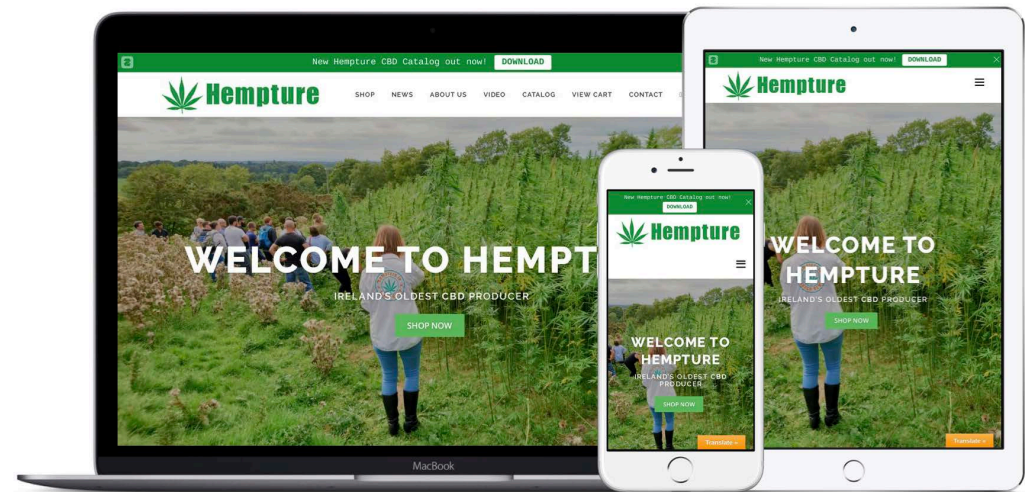 New Hempture CBD Catalog out now! DOWNLOAD
Hempture SHOP NEWS ABOUT US VIDEO CATALOG VIEW CART CONTACT
WELCOME TO HEMPT
IRELAND'S OLDEST CBD PRODUCER
SHOP NOW
MacBook
New Hempture CBD Catalog out now!
DOWNLOAD
Hempture
WELCOME TO
HEMPTURE
IRELAND'S OLDEST CBD
PRODUCER
SHOP NOW
Translate »
New Hempture CBD Catalog out now! DOWNLOAD
Hempture
WELCOME TO
HEMPTURE
IRELAND'S OLDEST CBD PRODUCER
SHOP NOW
Translate »